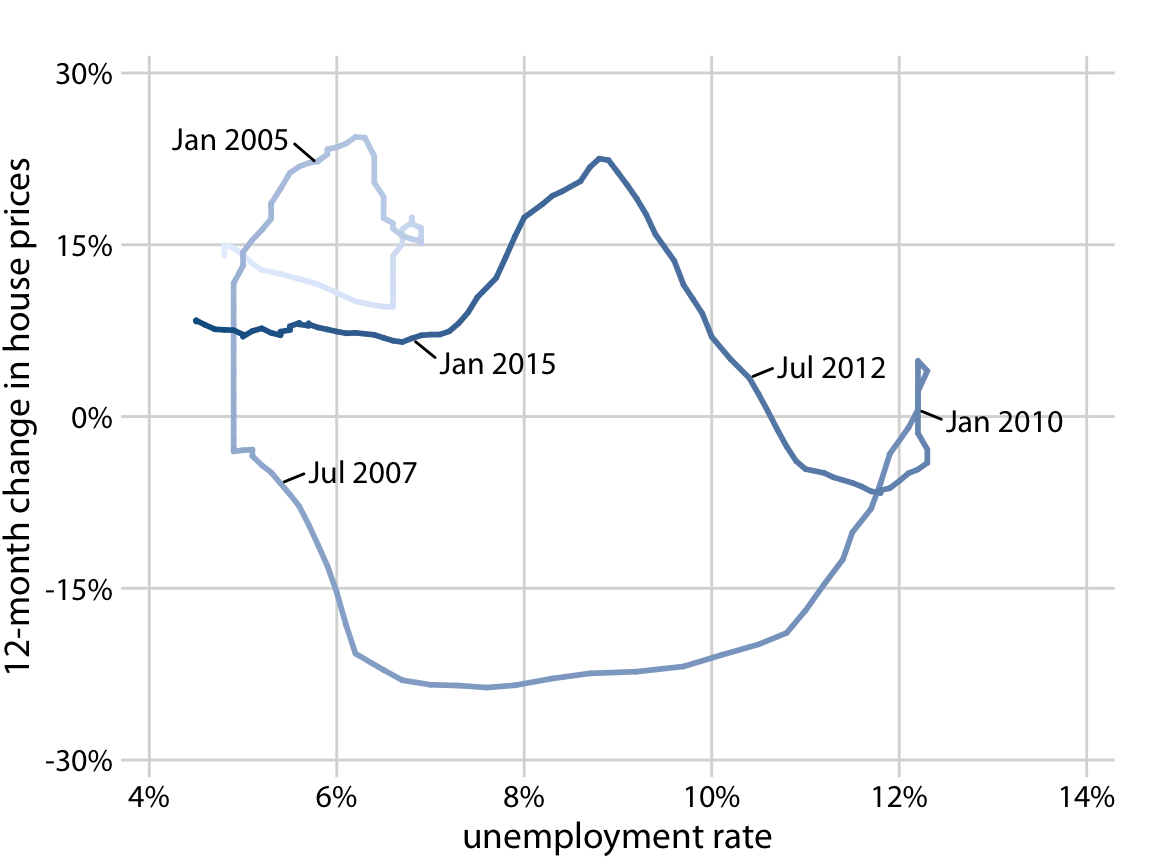 30%
Jan 2005
15%
12-month change in house prices
Jan 2015
Jul 2012
0%
Jan 2010
Jul 2007
-15%
-30%
4% 6% 8% 10% 12% 14%
unemployment rate